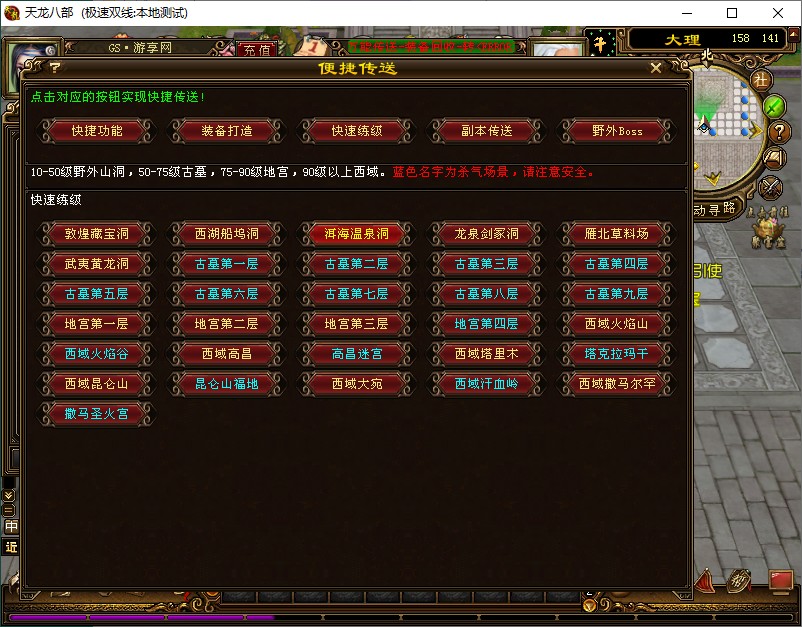 天龙八部 (极速双线:本地测试)
GS·游享网
充值
大理 158 141
北
社
?
便捷传送
点击对应的按钮实现快捷传送!
快捷功能 装备打造 快速练级 副本传送 野外Boss
10-50级野外山洞，50-75级古墓，75-90级地宫，90级以上西域。蓝色名字为杀气场景，请注意安全。
动寻路
快速练级
敦煌藏宝洞 西湖船坞洞 洱海温泉洞 龙泉剑冢洞 雁北草料场
武夷黄龙洞 古墓第一层 古墓第二层 古墓第三层 古墓第四层
引使
古墓第五层 古墓第六层 古墓第七层 古墓第八层 古墓第九层
地宫第一层 地宫第二层 地宫第三层 地宫第四层 西域火焰山
西域火焰谷 西域高昌 高昌迷宫 西域塔里木 塔克拉玛干
西域昆仑山 昆仑山福地 西域大宛 西域汗血岭 西域撒马尔罕
撒马圣火宫
近